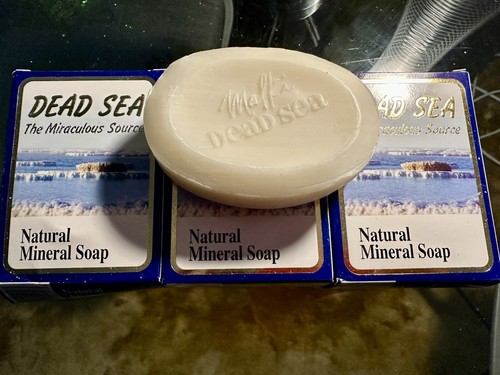 DEAD SEA
The Miraculous Source
Natural
Mineral Soap
Dead sea
Natural
Mineral Soap
AD SEA
Source
Natural
Mineral Soap